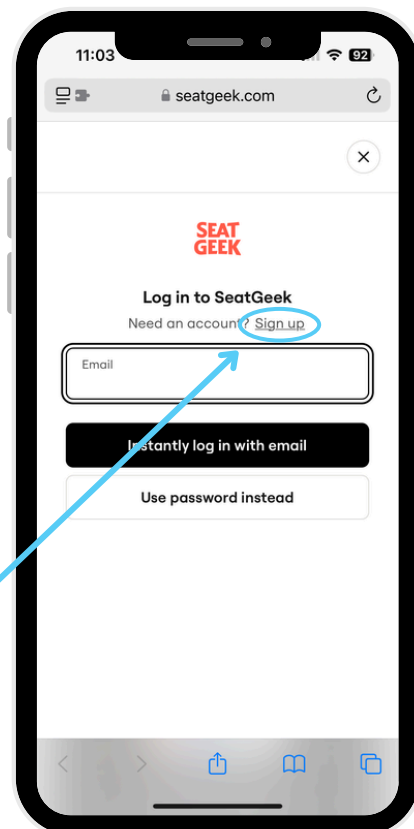 11:03
92
seatgeek.com
SEAT
GEEK
Log in to SeatGeek
Need an account? Sign up
Email
Instantly log in with email
Use password instead